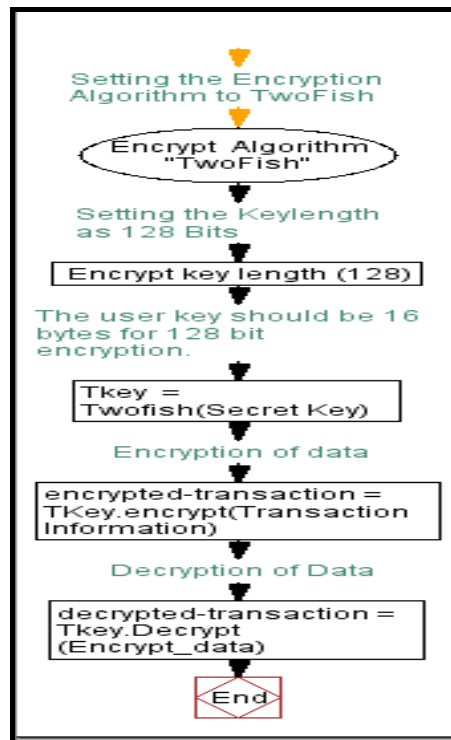 Setting the Encryption
Algorithm to TwoFish
Encrypt Algorithm
"TwoFish"
Setting the Keylength
as 128 Bits
Encrypt key length (128)
The user key should be 16
bytes for 128 bit
encryption.
Tkey =
Twofish(Secret Key)
Encryption of data
encrypted-transaction =
TKey.encrypt(Transaction
Information)
Decryption of Data
decrypted-transaction =
Tkey.Decrypt
(Encrypt_data)
End